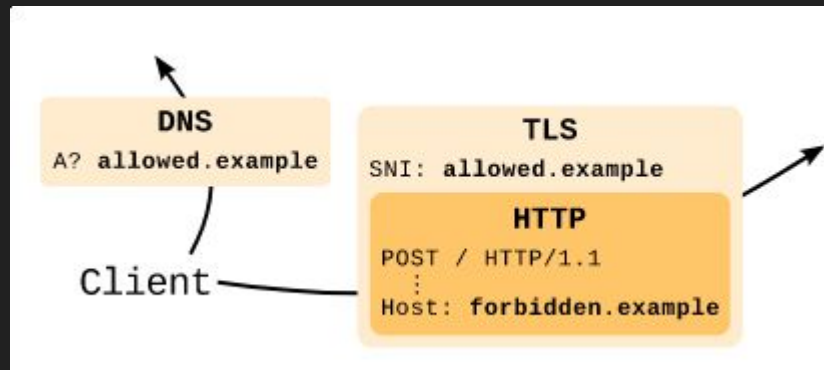 DNS
A? allowed.example
TLS
SNI: allowed.example
HTTP
POST / HTTP/1.1
Host: forbidden.example
Client